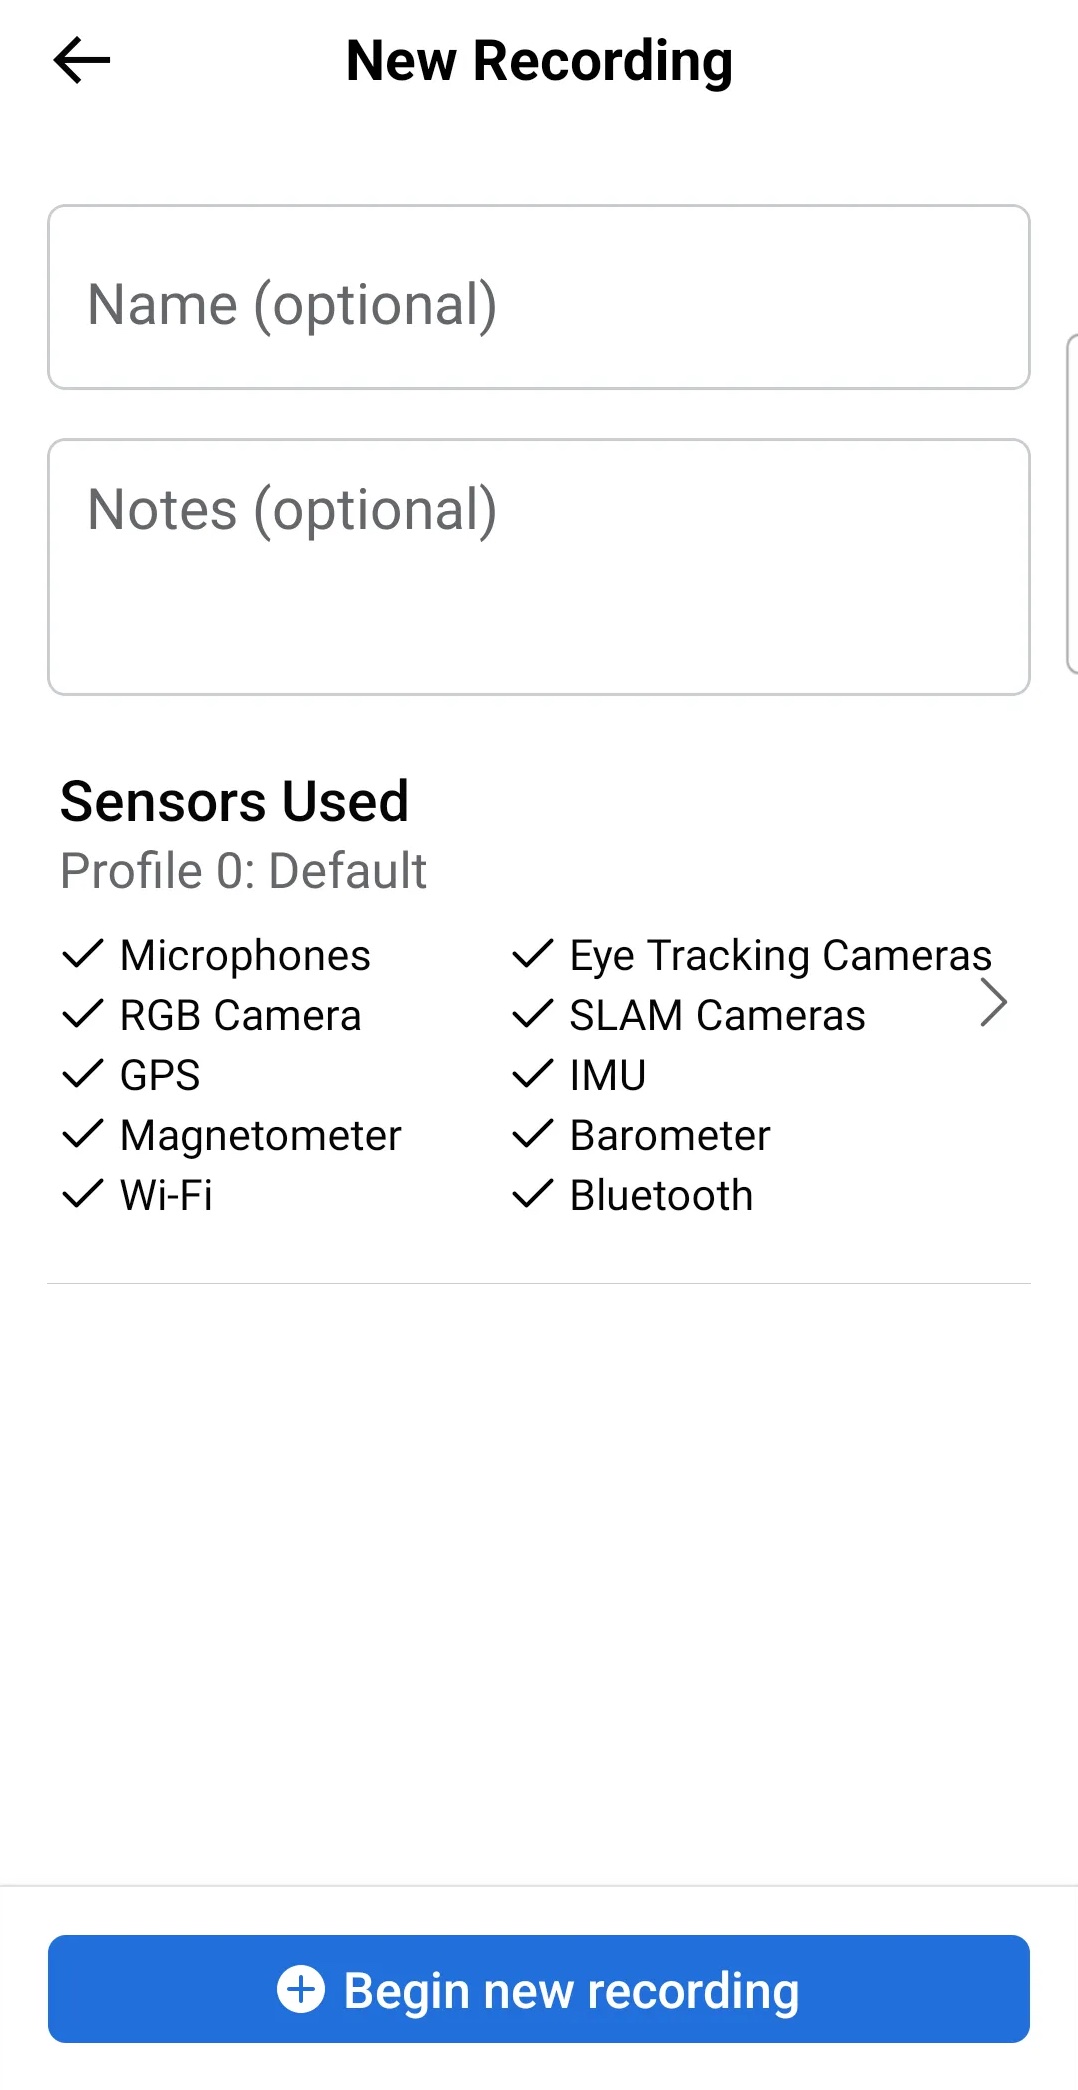 New Recording
Name (optional)
Notes (optional)
Sensors Used
Profile 0: Default
Microphones
Eye Tracking Cameras
RGB Camera
SLAM Cameras
GPS
IMU
Magnetometer
Barometer
Wi-Fi
Bluetooth
Begin new recording